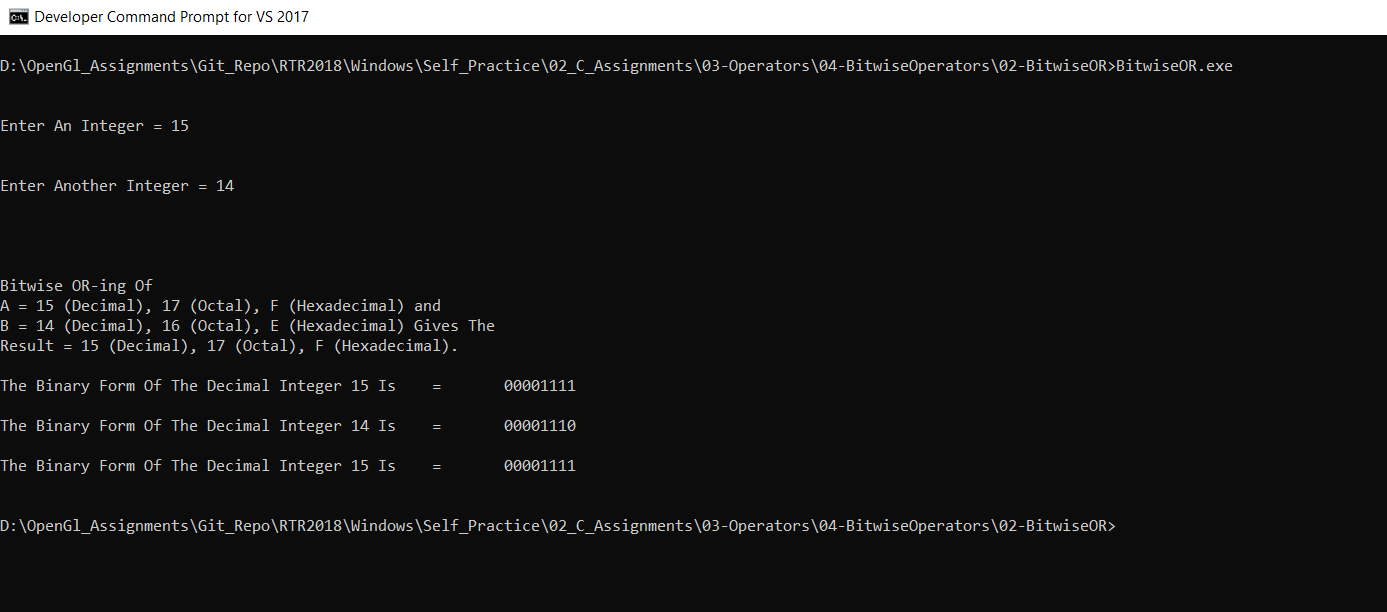 Developer Command Prompt for VS 2017
D:\OpenGl_Assignments\Git_Repo\RTR2018\Windows\Self_Practice\02_C_Assignments\03-Operators\04-BitwiseOperators\02-BitwiseOR>BitwiseOR.exe
Enter An Integer = 15
Enter Another Integer = 14
Bitwise OR-ing Of
A = 15 (Decimal), 17 (Octal), F (Hexadecimal) and
B = 14 (Decimal), 16 (Octal), E (Hexadecimal) Gives The
Result = 15 (Decimal), 17 (Octal), F (Hexadecimal).
The Binary Form Of The Decimal Integer 15 Is    =       00001111
The Binary Form Of The Decimal Integer 14 Is    =       00001110
The Binary Form Of The Decimal Integer 15 Is    =       00001111
D:\OpenGl_Assignments\Git_Repo\RTR2018\Windows\Self_Practice\02_C_Assignments\03-Operators\04-BitwiseOperators\02-BitwiseOR>